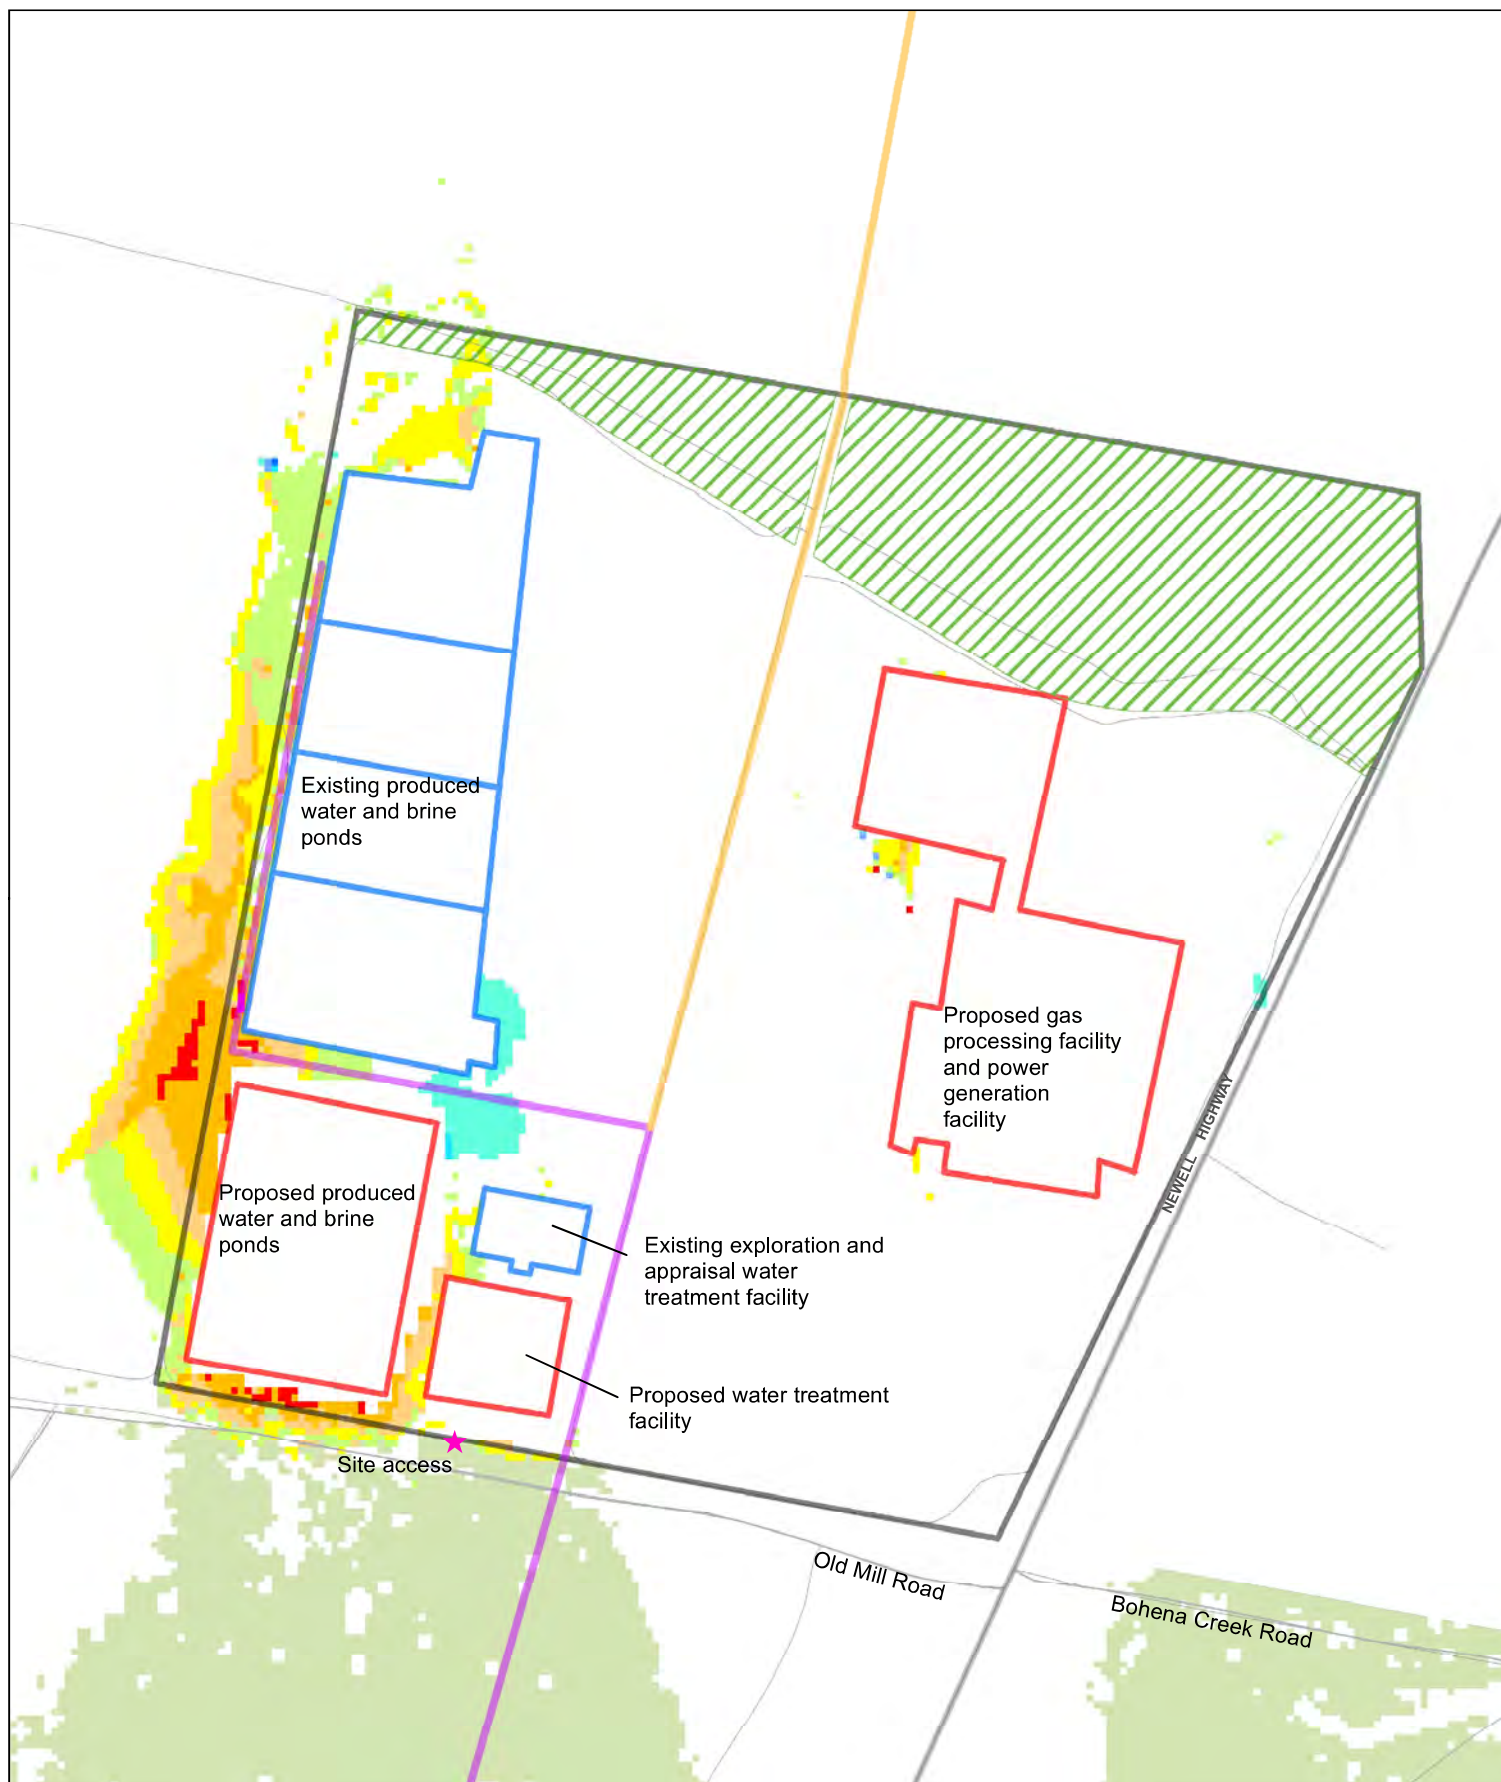 Existing produced
water and brine
ponds
Proposed gas
processing facility
and power
generation
facility
NEWELL HIGHWAY
Proposed produced
water and brine
ponds
Existing exploration and
appraisal water
treatment facility
Proposed water treatment
facility
Site access
Old Mill Road
Bohena Creek Road